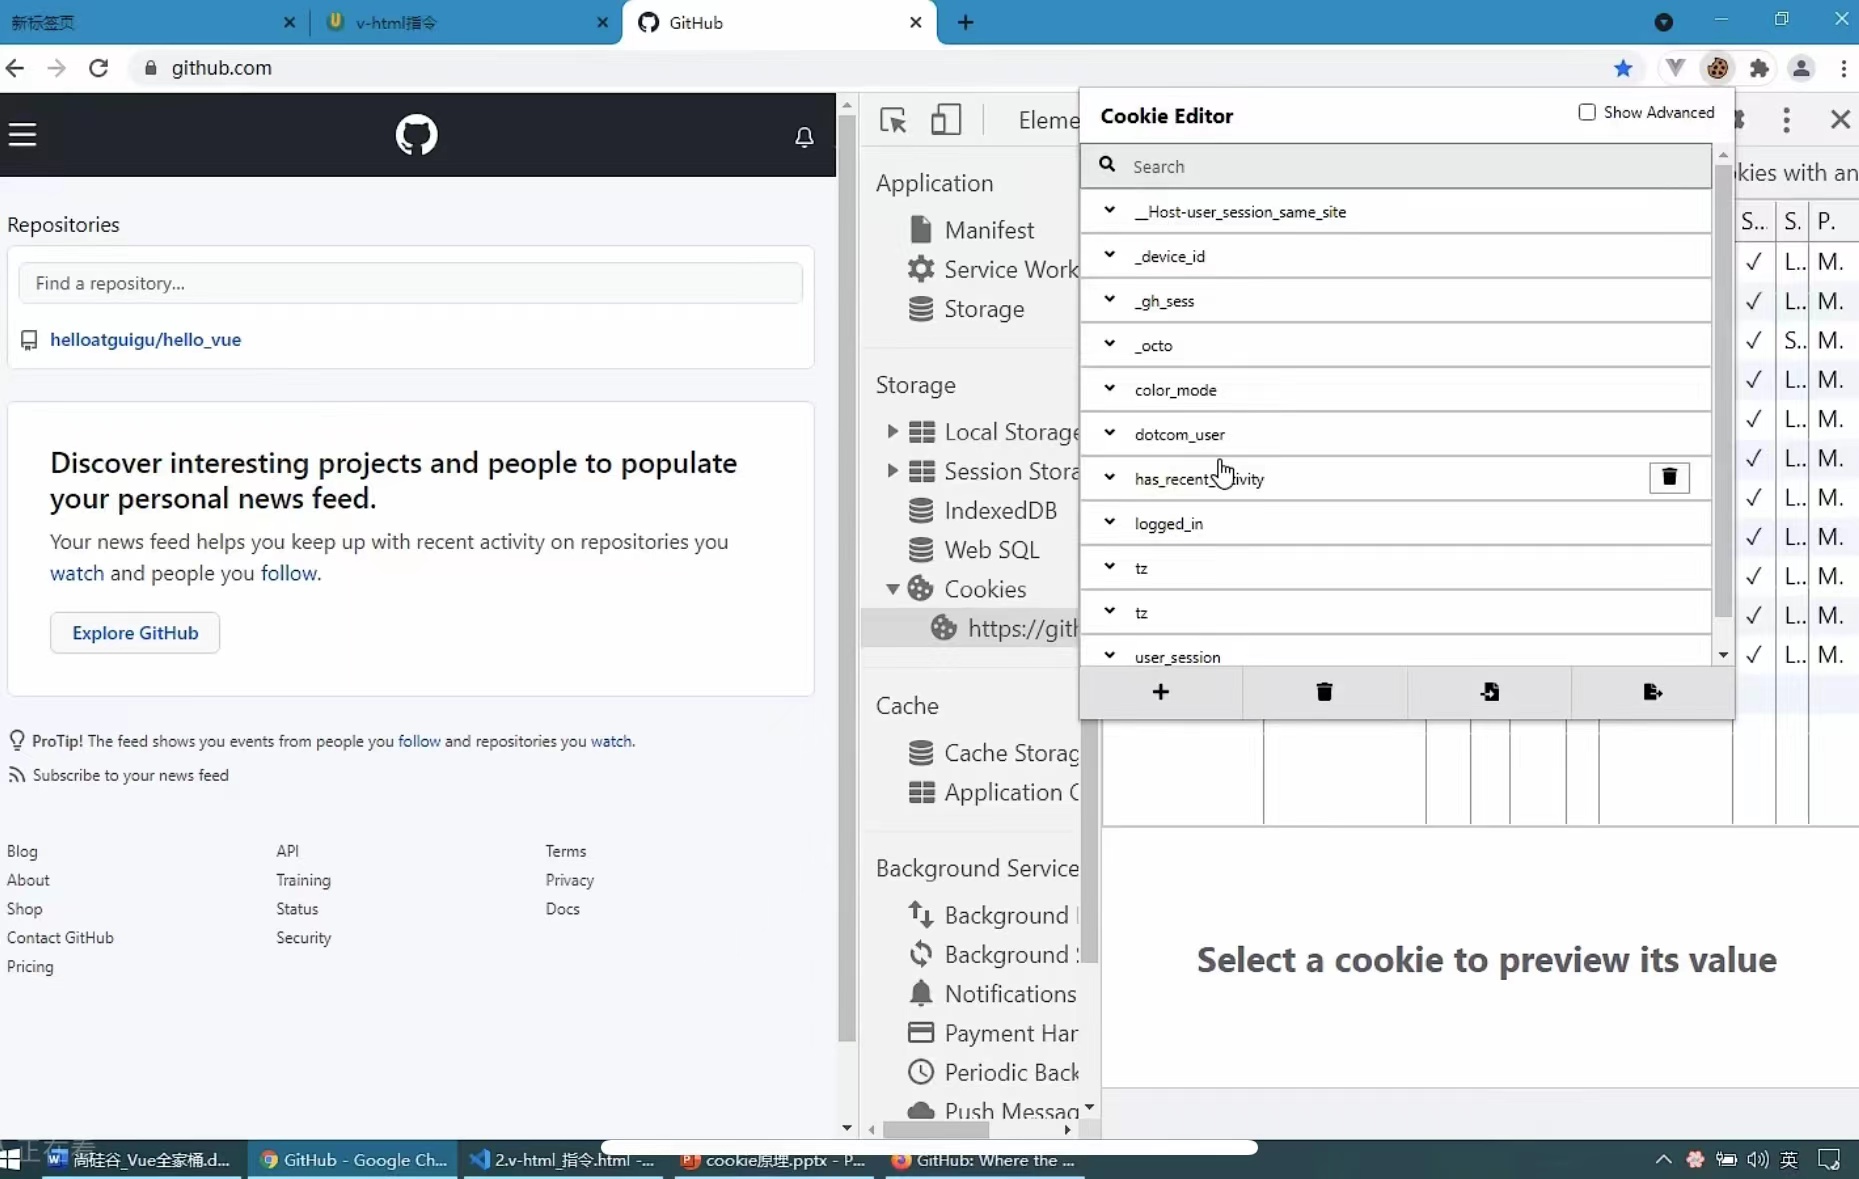 新标签页
v-html指令
GitHub
github.com
Repositories
Find a repository...
helloatguigu/hello_vue
Discover interesting projects and people to populate
your personal news feed.
Your news feed helps you keep up with recent activity on repositories you
watch and people you follow.
Explore GitHub
ProTip! The feed shows you events from people you follow and repositories you watch.
Subscribe to your news feed
Blog
About
Shop
Contact GitHub
Pricing
API
Training
Status
Security
Terms
Privacy
Docs
Eleme
Application
Manifest
Service Work
Storage
Storage
Local Storage
Session Stora
IndexedDB
Web SQL
Cookies
https://gith
Cache
Cache Storag
Application C
Background Service
Background
Background
Notifications
Payment Har
Periodic Back
Push Messag
Cookie Editor
Show Advanced
Search
__Host-user_session_same_site
_device_id
_gh_sess
_octo
color_mode
dotcom_user
has_recent_ tivity
logged_in
tz
tz
user_session
kies with an
S... S. P.
✓ L.. M.
✓ L.. M.
✓ S.. M.
✓ L.. M.
✓ L.. M.
✓ L.. M.
✓ L.. M.
✓ L.. M.
✓ L.. M.
✓ L.. M.
✓ L.. M.
Select a cookie to preview its value
正在看
尚硅谷_Vue全家桶.d...
GitHub - Google Ch...
2.v-html_指令.html -...
cookie原理.pptx - P...
GitHub: Where the ...
英